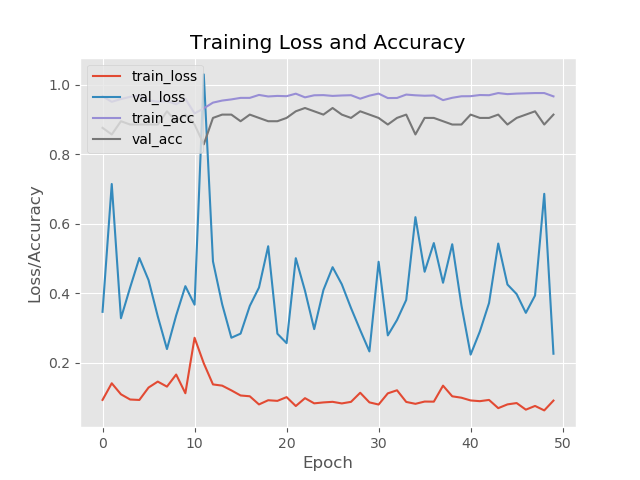 Training Loss and Accuracy
train_loss
val_loss
train_acc
val_acc
Loss/Accuracy
1.0
0.8
0.6
0.4
0.2
0 10 20 30 40 50
Epoch